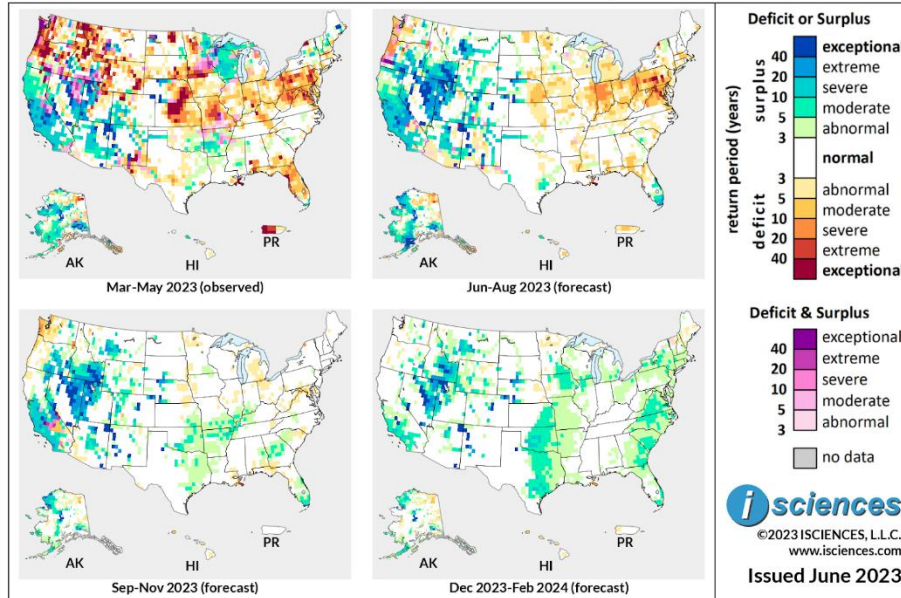 AK
HI
PR
Mar-May 2023 (observed)
AK
HI
PR
Jun-Aug 2023 (forecast)
AK
HI
PR
Sep-Nov 2023 (forecast)
AK
HI
PR
Dec 2023-Feb 2024 (forecast)
Deficit or Surplus
return period (years)
surplus
deficit
exceptional
40
extreme
20
severe
10
moderate
5
abnormal
3
normal
3
abnormal
5
moderate
10
severe
20
extreme
40
exceptional
Deficit & Surplus
exceptional
40
extreme
20
severe
10
moderate
5
abnormal
3
no data
i sciences
©2023 ISCIENCES, L.L.C.
www.isciences.com
Issued June 2023